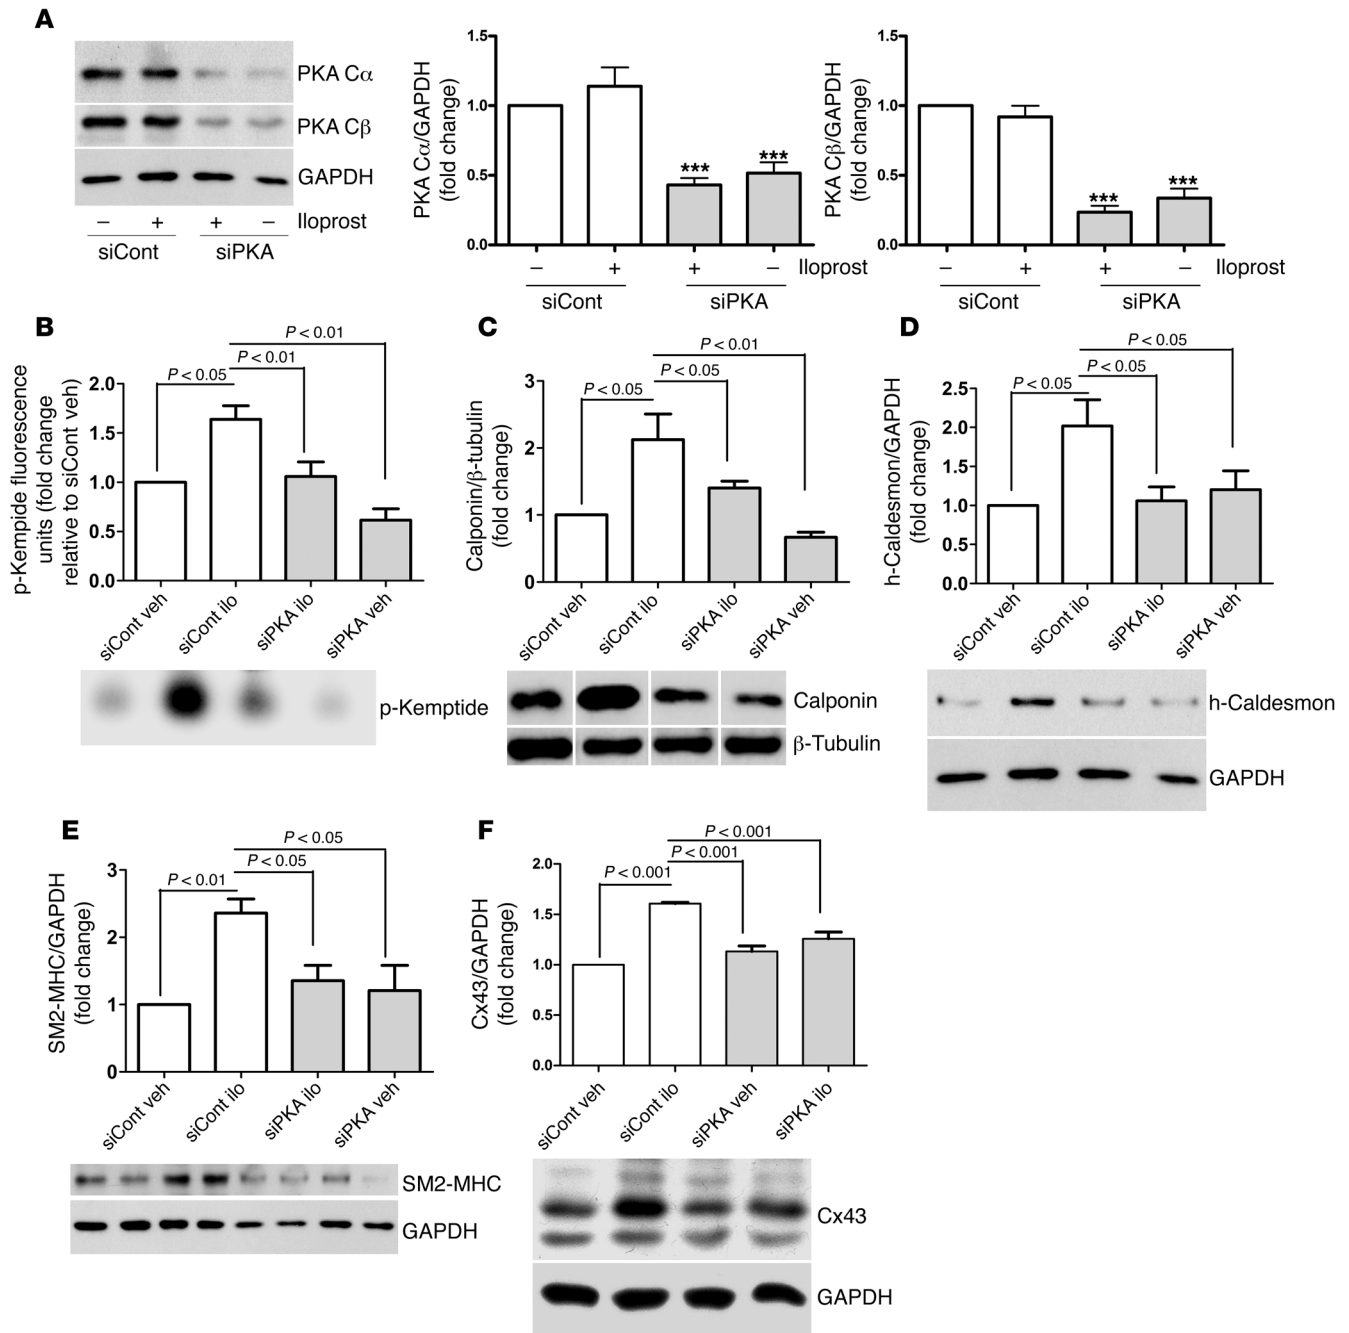 A
PKA Cα
PKA Cβ
GAPDH
– + + – Iloprost
siCont siPKA
PKA Cα/GAPDH
(fold change)
1.5
1.0
0.5
0.0
***
***
– + + – Iloprost
siCont siPKA
PKA Cβ/GAPDH
(fold change)
1.5
1.0
0.5
0.0
***
***
– + + – Iloprost
siCont siPKA
B
p-Kempide fluorescence
units (fold change
relative to siCont veh)
2.0
1.5
1.0
0.5
0.0
P < 0.01
P < 0.01
P < 0.05
siCont veh
siCont ilo
siPKA ilo
siPKA veh
p-Kemptide
C
Calponin/β-tubulin
(fold change)
3
2
1
0
P < 0.01
P < 0.05
P < 0.05
siCont veh
siCont ilo
siPKA ilo
siPKA veh
Calponin
β-Tubulin
D
h-Caldesmon/GAPDH
(fold change)
2.5
2.0
1.5
1.0
0.5
0.0
P < 0.05
P < 0.05
P < 0.05
siCont veh
siCont ilo
siPKA ilo
siPKA veh
h-Caldesmon
GAPDH
E
SM2-MHC/GAPDH
(fold change)
3
2
1
0
P < 0.05
P < 0.05
P < 0.01
siCont veh
siCont ilo
siPKA ilo
siPKA veh
SM2-MHC
GAPDH
F
Cx43/GAPDH
(fold change)
2.0
1.5
1.0
0.5
0.0
P < 0.001
P < 0.001
P < 0.001
siCont veh
siCont ilo
siPKA veh
siPKA ilo
Cx43
GAPDH